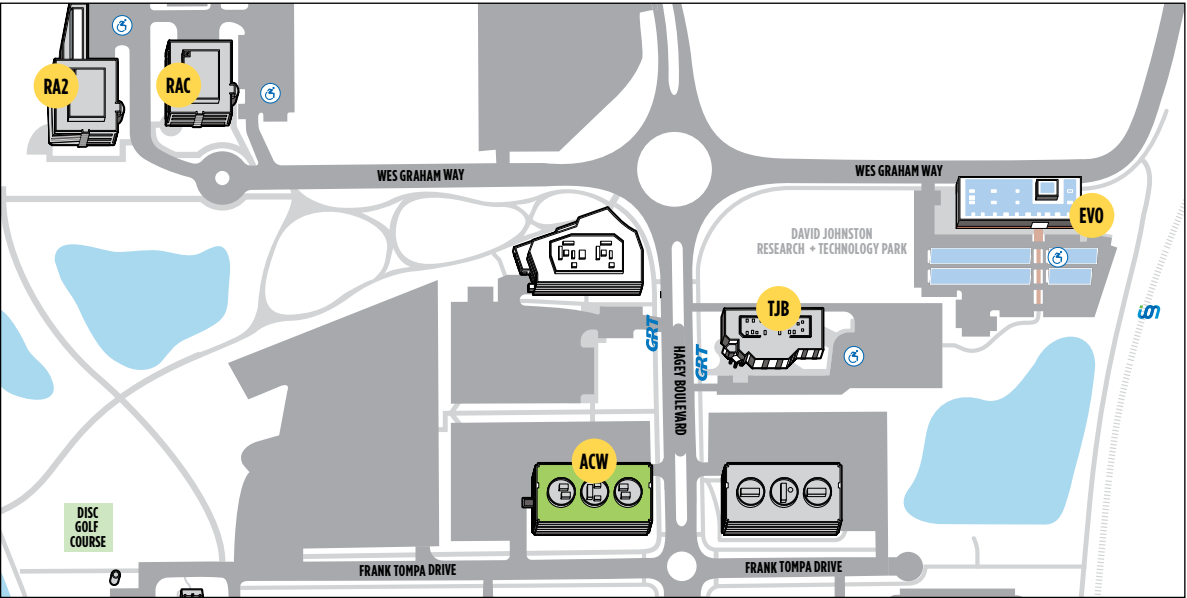 RA2
RAC
WES GRAHAM WAY
WES GRAHAM WAY
EVO
DAVID JOHNSTON
RESEARCH + TECHNOLOGY PARK
TJB
GRT
GRT
ion
HAGEY BOULEVARD
ACW
DISC
GOLF
COURSE
FRANK TOMPA DRIVE
FRANK TOMPA DRIVE